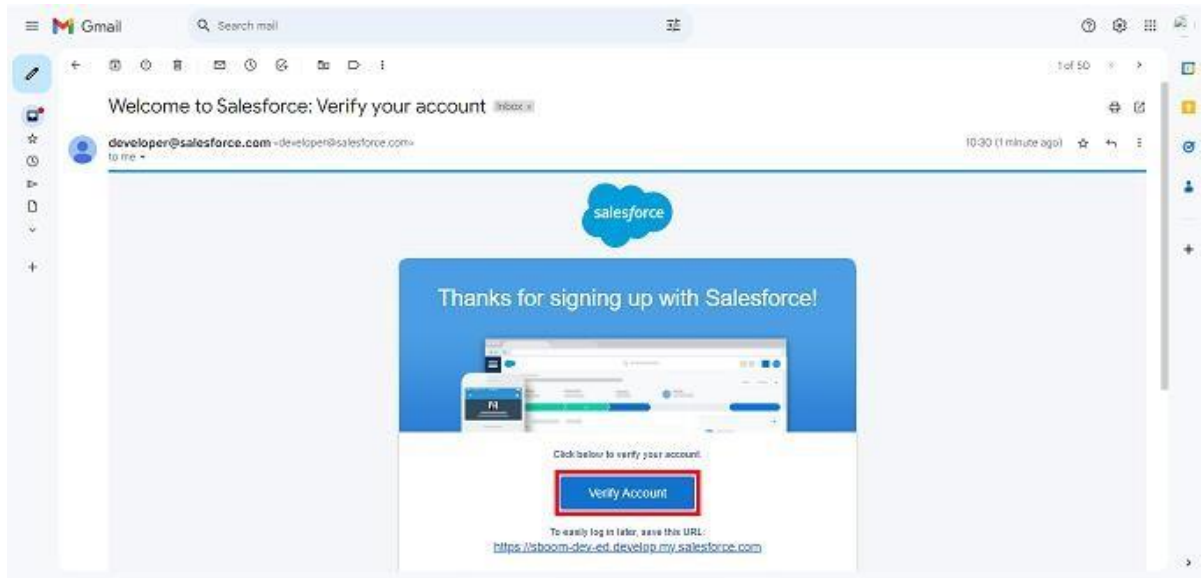 Gmail
Search mail
1 of 50
Welcome to Salesforce: Verify your account Inbox x
developer@salesforce.com <developer@salesforce.com>
to me
10:30 (1 minute ago)
salesforce
Thanks for signing up with Salesforce!
Click below to verify your account.
Verify Account
To easily log in later, save this URL:
https://sboom-dev-ed.develop.my.salesforce.com